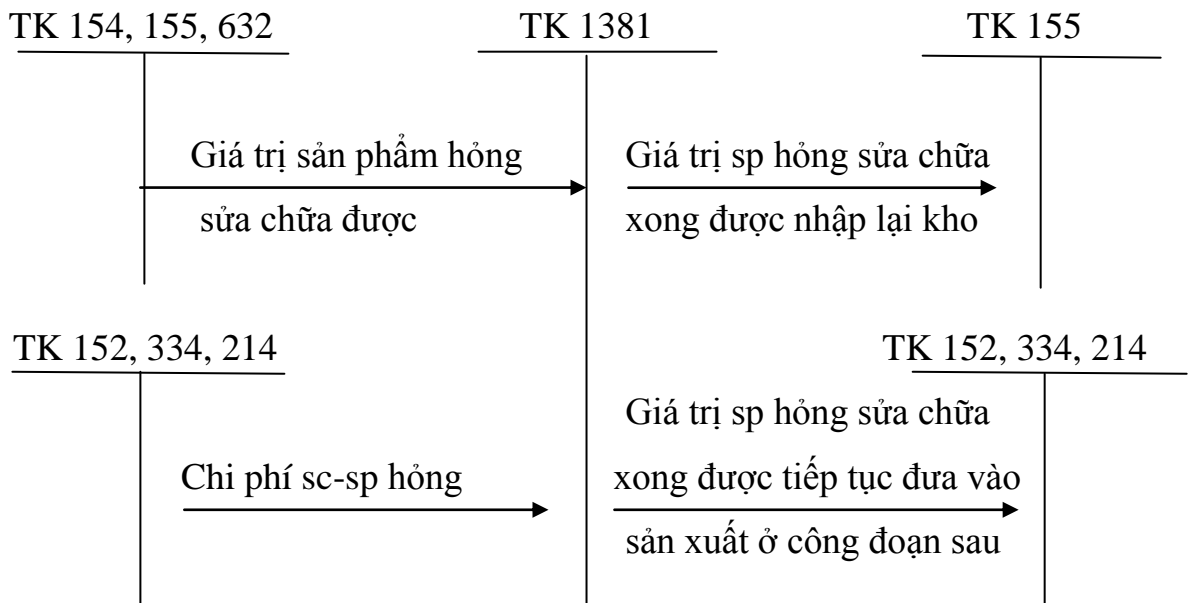 TK 154, 155, 632
TK 1381
TK 155
Giá trị sản phẩm hỏng
sửa chữa được
Giá trị sp hỏng sửa chữa
xong được nhập lại kho
TK 152, 334, 214
TK 152, 334, 214
Chi phí sc-sp hỏng
Giá trị sp hỏng sửa chữa
xong được tiếp tục đưa vào
sản xuất ở công đoạn sau